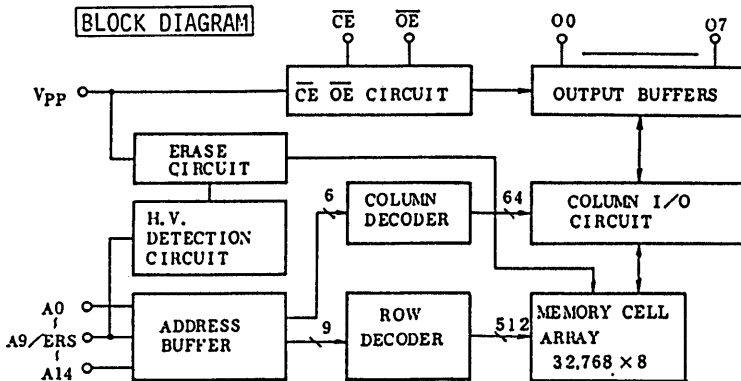 BLOCK DIAGRAM
CE OE O0 O7
VPP
CE OE CIRCUIT
OUTPUT BUFFERS
ERASE
CIRCUIT
H.V.
DETECTION
CIRCUIT
6
COLUMN
DECODER
64
COLUMN I/O
CIRCUIT
A0
~
A9/ERS
~
A14
ADDRESS
BUFFER
9
ROW
DECODER
512
MEMORY CELL
ARRAY
32,768 × 8